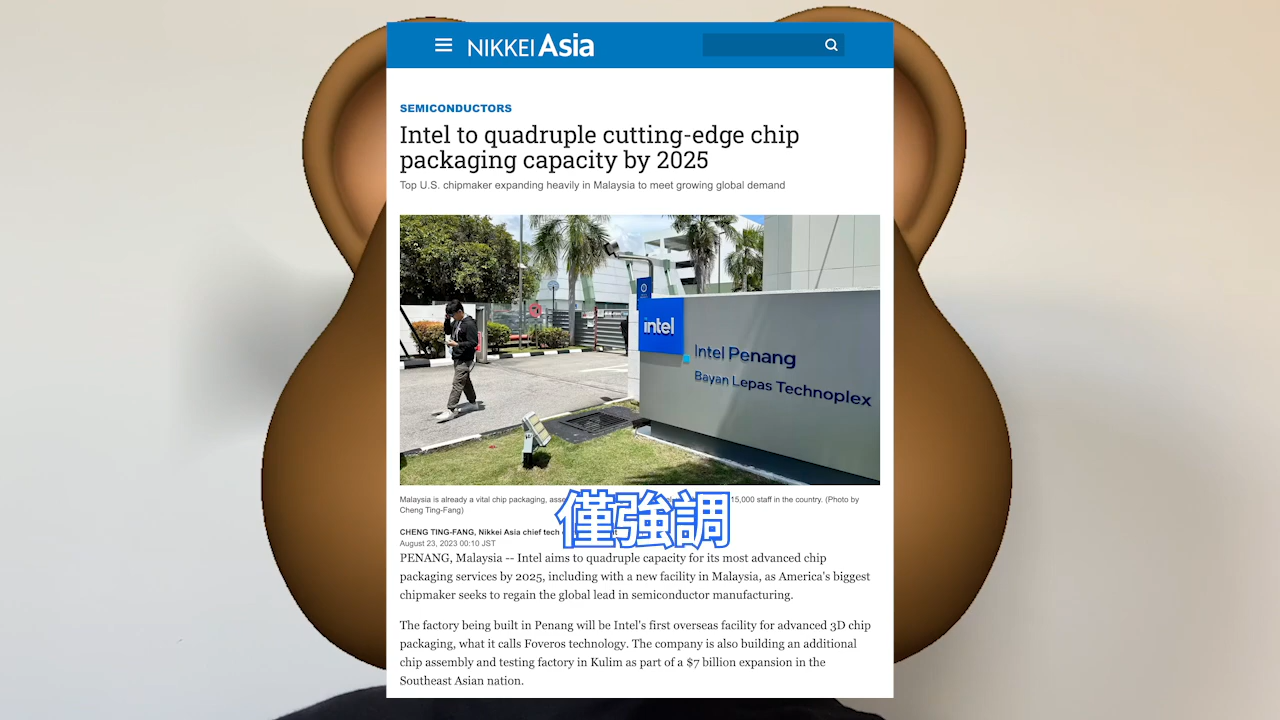 NIKKEI Asia
SEMICONDUCTORS
Intel to quadruple cutting-edge chip
packaging capacity by 2025
Top U.S. chipmaker expanding heavily in Malaysia to meet growing global demand
intel
Intel Penang
Bayan Lepas Technoplex
Malaysia is already a vital chip packaging, 15,000 staff in the country. (Photo by
Cheng Ting-Fang)
僅強調
CHENG TING-FANG, Nikkei Asia chief tech
August 23, 2023 00:10 JST
PENANG, Malaysia -- Intel aims to quadruple capacity for its most advanced chip
packaging services by 2025, including with a new facility in Malaysia, as America's biggest
chipmaker seeks to regain the global lead in semiconductor manufacturing.
The factory being built in Penang will be Intel's first overseas facility for advanced 3D chip
packaging, what it calls Foveros technology. The company is also building an additional
chip assembly and testing factory in Kulim as part of a $7 billion expansion in the
Southeast Asian nation.